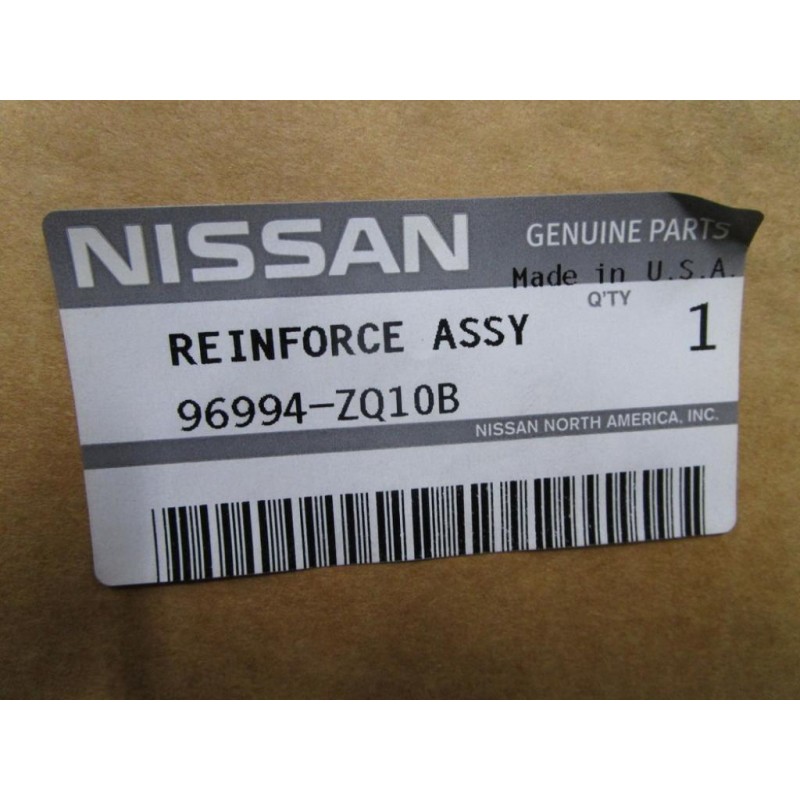 NISSAN
GENUINE PARTS
Made in U.S.A.
Q'TY
REINFORCE ASSY
1
96994-ZQ10B
NISSAN NORTH AMERICA, INC.